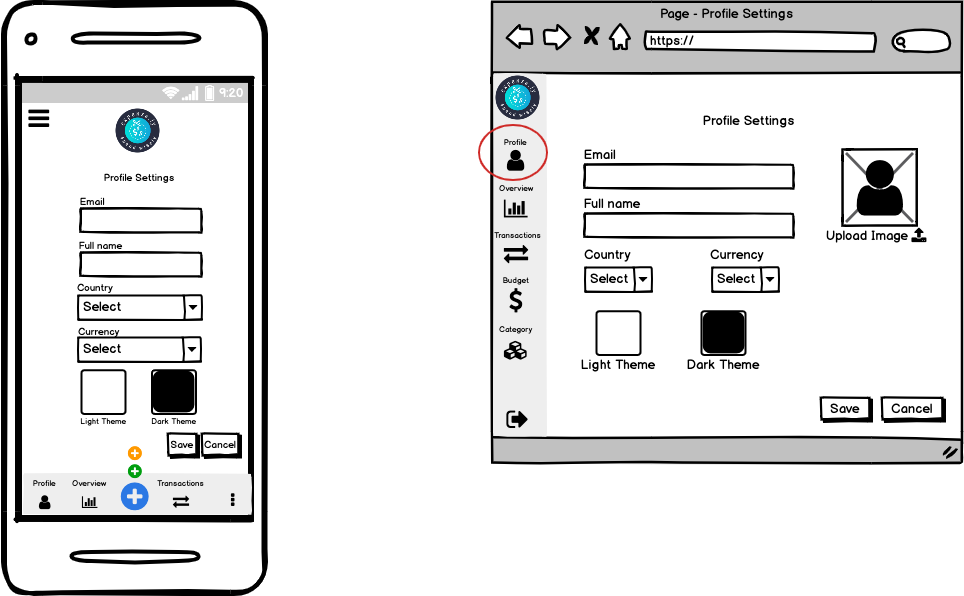 9:20
Profile Settings
Email
Full name
Country
Select
Currency
Select
Light Theme Dark Theme
Save Cancel
Profile Overview Transactions
Page - Profile Settings
https://
Profile
Overview
Transactions
Budget
Category
Profile Settings
Email
Full name
Upload Image
Country Currency
Select Select
Light Theme Dark Theme
Save Cancel